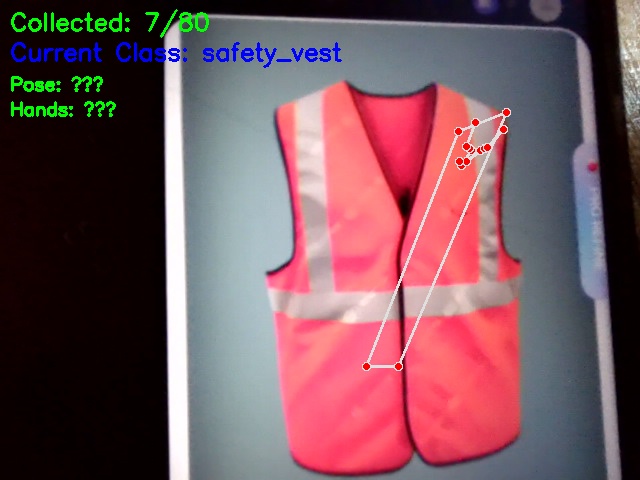 Collected: 7/80
Current Class: safety_vest
Pose: ???
Hands: ???